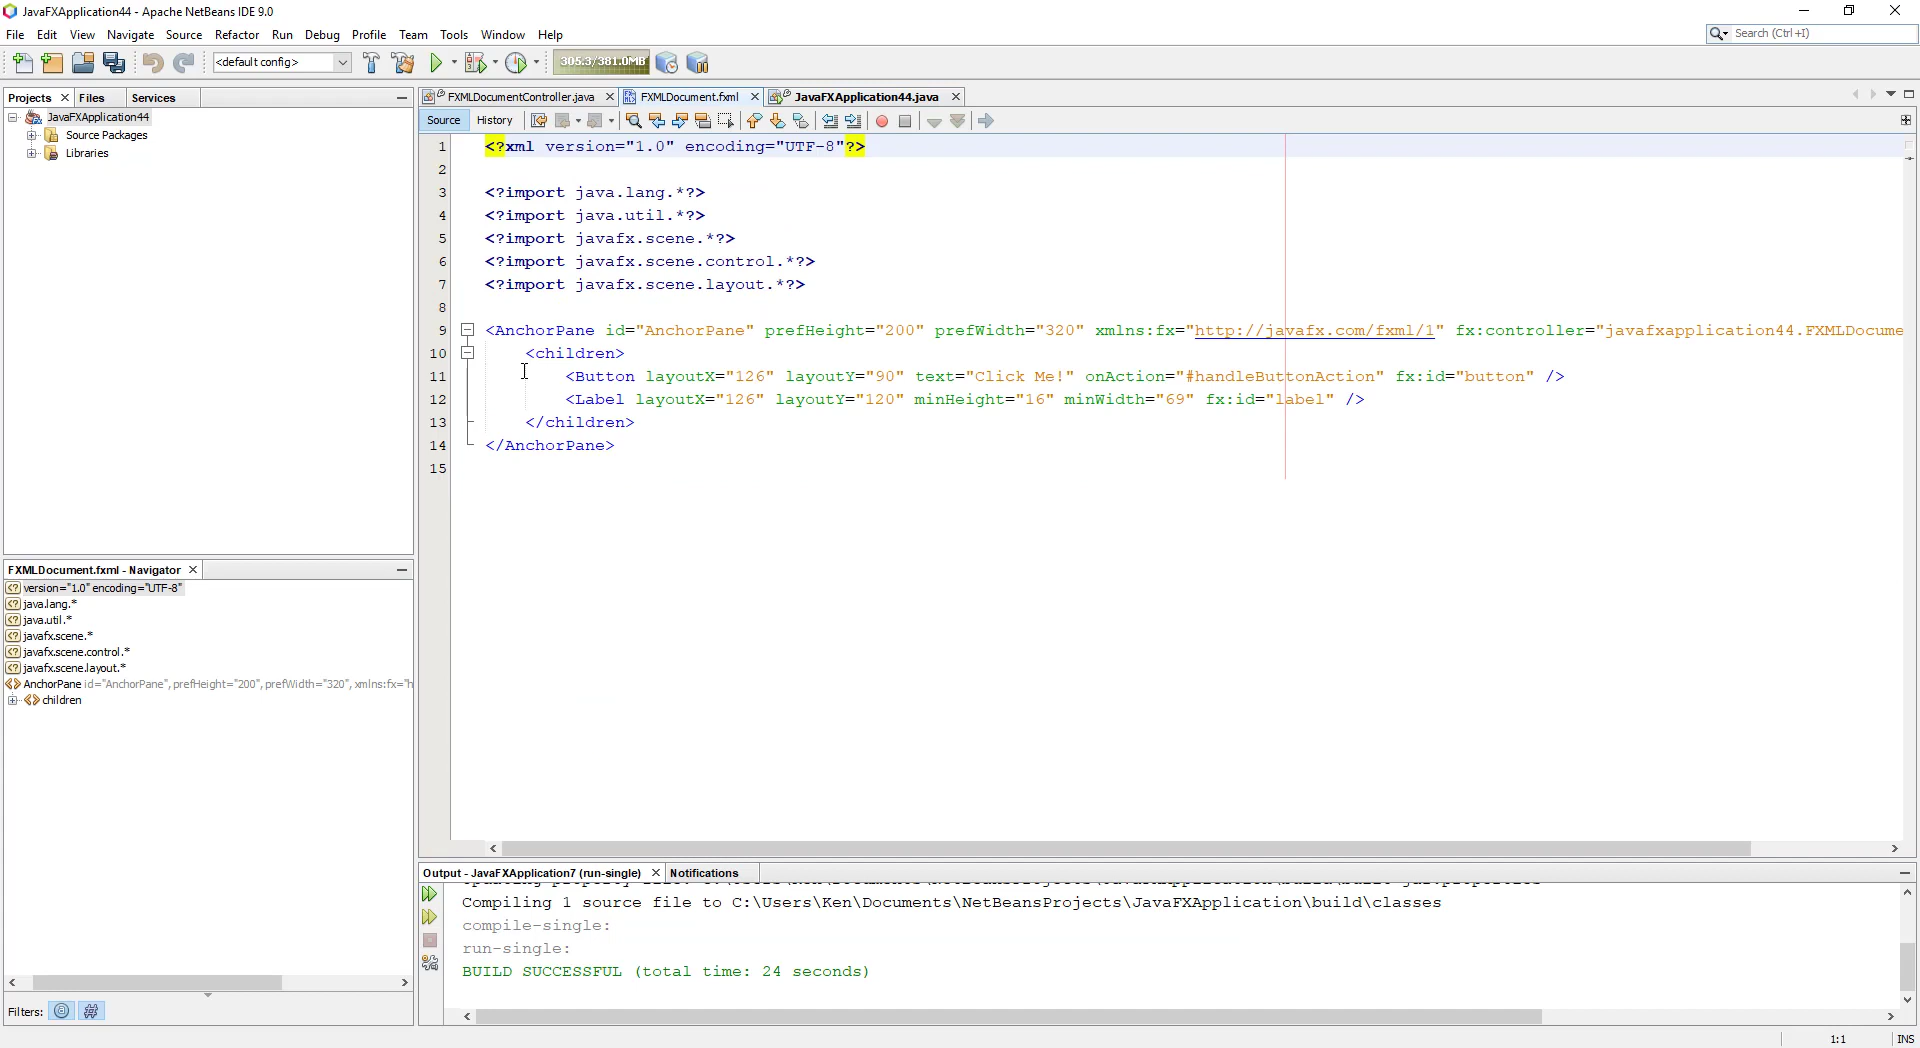 JavaFXApplication44 - Apache NetBeans IDE 9.0
File Edit View Navigate Source Refactor Run Debug Profile Team Tools Window Help
Search (Ctrl+I)
<default config>
305.3/381.0MB
Projects Files Services
JavaFXApplication44
Source Packages
Libraries
FXMLDocumentController.java FXMLDocument.fxml JavaFXApplication44.java
Source History
1 <?xml version="1.0" encoding="UTF-8"?>
2
3 <?import java.lang.*?>
4 <?import java.util.*?>
5 <?import javafx.scene.*?>
6 <?import javafx.scene.control.*?>
7 <?import javafx.scene.layout.*?>
8
9 <AnchorPane id="AnchorPane" prefHeight="200" prefWidth="320" xmlns:fx="http://javafx.com/fxml/1" fx:controller="javafxapplication44.FXMLDocume
10 <children>
11 <Button layoutX="126" layoutY="90" text="Click Me!" onAction="#handleButtonAction" fx:id="button" />
12 <Label layoutX="126" layoutY="120" minHeight="16" minWidth="69" fx:id="label" />
13 </children>
14 </AnchorPane>
15
FXMLDocument.fxml - Navigator
version="1.0" encoding="UTF-8"
java.lang.*
java.util.*
javafx.scene.*
javafx.scene.control.*
javafx.scene.layout.*
AnchorPane id="AnchorPane", prefHeight="200", prefWidth="320", xmlns:fx="h
children
Filters:
Output - JavaFXApplication7 (run-single) Notifications
Compiling 1 source file to C:\Users\Ken\Documents\NetBeansProjects\JavaFXApplication\build\classes
compile-single:
run-single:
BUILD SUCCESSFUL (total time: 24 seconds)
1:1 INS